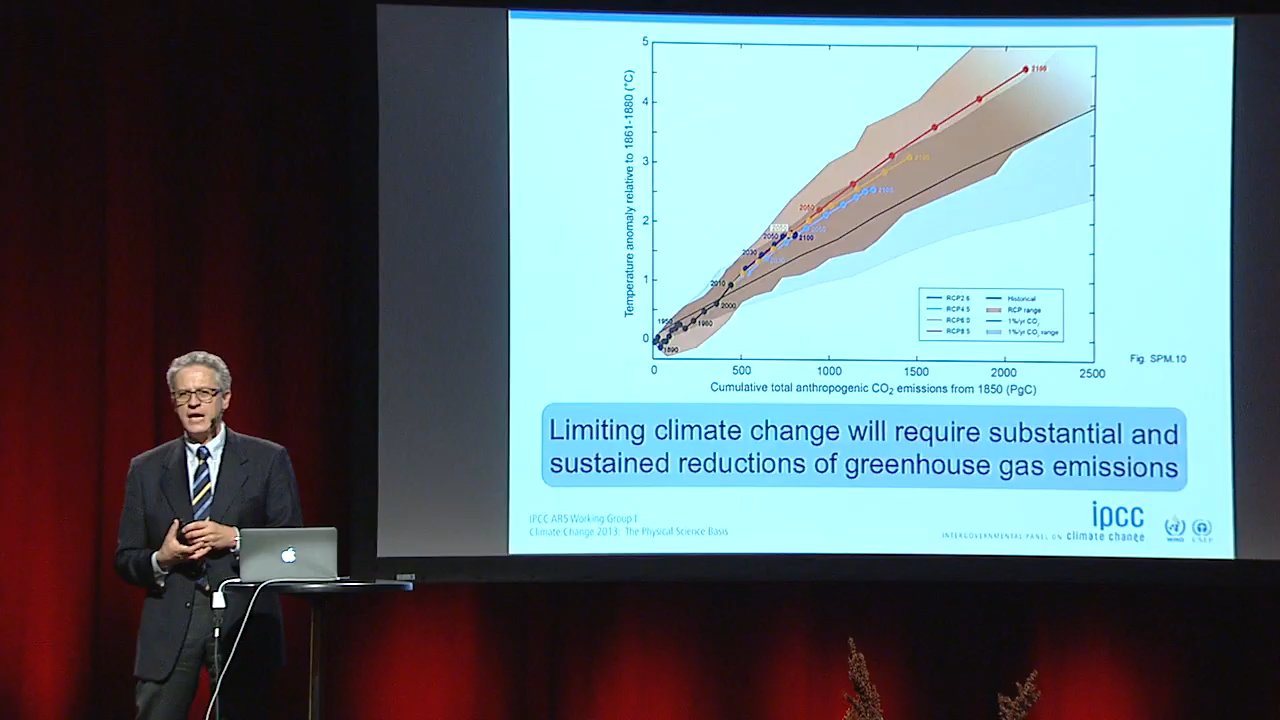 5
4
3
2
1
0
Temperature anomaly relative to 1861-1880 (°C)
2100
2100
2100
2050
2050
2050
2100
2030
2010
2000
1950
1980
1890
RCP2.6 Historical
RCP4.5 RCP range
RCP6.0 1%/yr CO2
RCP8.5 1%/yr CO2 range
0 500 1000 1500 2000 2500
Cumulative total anthropogenic CO2 emissions from 1850 (PgC)
Fig. SPM.10
Limiting climate change will require substantial and
sustained reductions of greenhouse gas emissions
IPCC AR5 Working Group I
Climate Change 2013: The Physical Science Basis
ipcc
INTERGOVERNMENTAL PANEL ON climate change
WMO UNEP